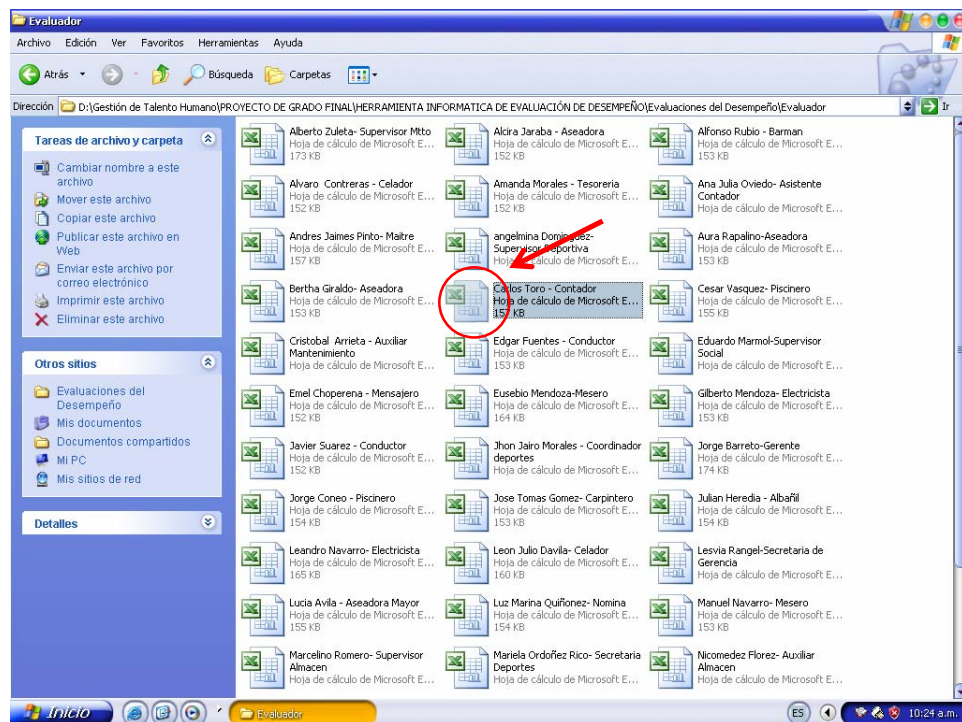 Evaluador
Archivo Edición Ver Favoritos Herramientas Ayuda
Atrás Búsqueda Carpetas
Dirección D:\Gestión de Talento Humano\PROYECTO DE GRADO FINAL\HERRAMIENTA INFORMATICA DE EVALUACIÓN DE DESEMPEÑO\Evaluaciones del Desempeño\Evaluador Ir
Tareas de archivo y carpeta
Cambiar nombre a este
archivo
Mover este archivo
Copiar este archivo
Publicar este archivo en
Web
Enviar este archivo por
correo electrónico
Imprimir este archivo
Eliminar este archivo
Otros sitios
Evaluaciones del
Desempeño
Mis documentos
Documentos compartidos
Mi PC
Mis sitios de red
Detalles
Alberto Zuleta- Supervisor Mtto
Hoja de cálculo de Microsoft E...
173 KB
Alcira Jaraba - Aseadora
Hoja de cálculo de Microsoft E...
152 KB
Alfonso Rubio - Barman
Hoja de cálculo de Microsoft E...
153 KB
Alvaro Contreras - Celador
Hoja de cálculo de Microsoft E...
152 KB
Amanda Morales - Tesoreria
Hoja de cálculo de Microsoft E...
152 KB
Ana Julia Oviedo- Asistente
Contador
Hoja de cálculo de Microsoft E...
Andres Jaimes Pinto- Maitre
Hoja de cálculo de Microsoft E...
157 KB
angelmina Dominguez-
Supervisor Deportiva
Hoja de cálculo de Microsoft E...
Aura Rapalino-Aseadora
Hoja de cálculo de Microsoft E...
153 KB
Bertha Giraldo- Aseadora
Hoja de cálculo de Microsoft E...
153 KB
Carlos Toro - Contador
Hoja de cálculo de Microsoft E...
157 KB
Cesar Vasquez- Piscinero
Hoja de cálculo de Microsoft E...
155 KB
Cristobal Arrieta - Auxiliar
Mantenimiento
Hoja de cálculo de Microsoft E...
Edgar Fuentes - Conductor
Hoja de cálculo de Microsoft E...
153 KB
Eduardo Marmol-Supervisor
Social
Hoja de cálculo de Microsoft E...
Emel Choperena - Mensajero
Hoja de cálculo de Microsoft E...
152 KB
Eusebio Mendoza-Mesero
Hoja de cálculo de Microsoft E...
164 KB
Gilberto Mendoza- Electricista
Hoja de cálculo de Microsoft E...
153 KB
Javier Suarez - Conductor
Hoja de cálculo de Microsoft E...
152 KB
Jhon Jairo Morales - Coordinador
deportes
Hoja de cálculo de Microsoft E...
Jorge Barreto-Gerente
Hoja de cálculo de Microsoft E...
174 KB
Jorge Coneo - Piscinero
Hoja de cálculo de Microsoft E...
154 KB
Jose Tomas Gomez- Carpintero
Hoja de cálculo de Microsoft E...
153 KB
Julian Heredia - Albañil
Hoja de cálculo de Microsoft E...
154 KB
Leandro Navarro- Electricista
Hoja de cálculo de Microsoft E...
165 KB
Leon Julio Davila- Celador
Hoja de cálculo de Microsoft E...
160 KB
Lesvia Rangel-Secretaria de
Gerencia
Hoja de cálculo de Microsoft E...
Lucia Avila - Aseadora Mayor
Hoja de cálculo de Microsoft E...
155 KB
Luz Marina Quiñonez- Nomina
Hoja de cálculo de Microsoft E...
154 KB
Manuel Navarro- Mesero
Hoja de cálculo de Microsoft E...
153 KB
Marcelino Romero- Supervisor
Almacen
Hoja de cálculo de Microsoft E...
Mariela Ordoñez Rico- Secretaria
Deportes
Hoja de cálculo de Microsoft E...
Nicomedez Florez- Auxiliar
Almacen
Hoja de cálculo de Microsoft E...
Inicio Evaluador ES 10:24 a.m.